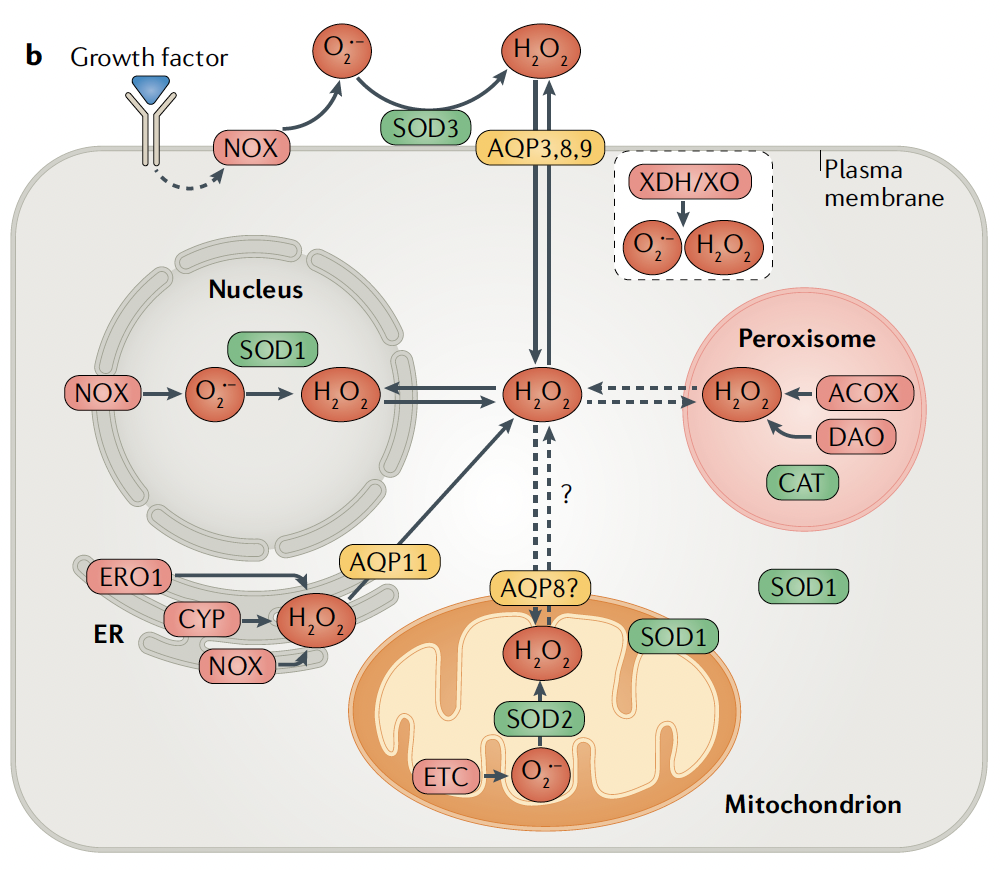 b
Growth factor
O₂•−
H₂O₂
SOD3
NOX
AQP3,8,9
XDH/XO
Plasma
membrane
O₂•−
H₂O₂
Nucleus
SOD1
NOX
O₂•−
H₂O₂
H₂O₂
Peroxisome
H₂O₂
ACOX
DAO
CAT
?
AQP11
ERO1
CYP
H₂O₂
ER
NOX
AQP8?
SOD1
H₂O₂
SOD1
SOD2
ETC
O₂•−
Mitochondrion